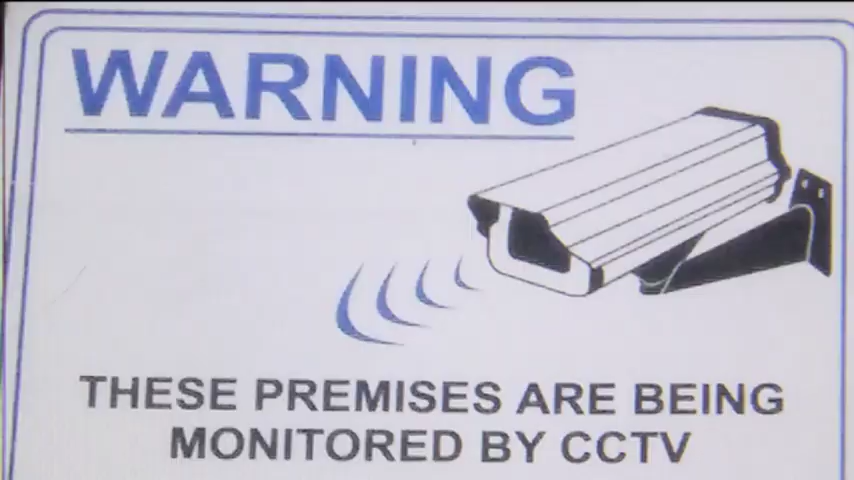 WARNING
THESE PREMISES ARE BEING
MONITORED BY CCTV